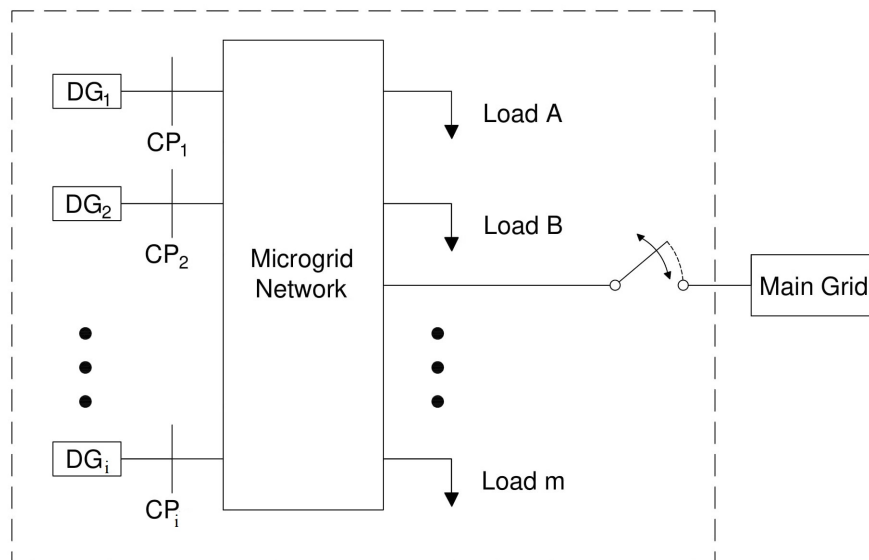 DG₁
CP₁
DG₂
CP₂
DGᵢ
CPᵢ
Microgrid
Network
Load A
Load B
Load m
Main Grid